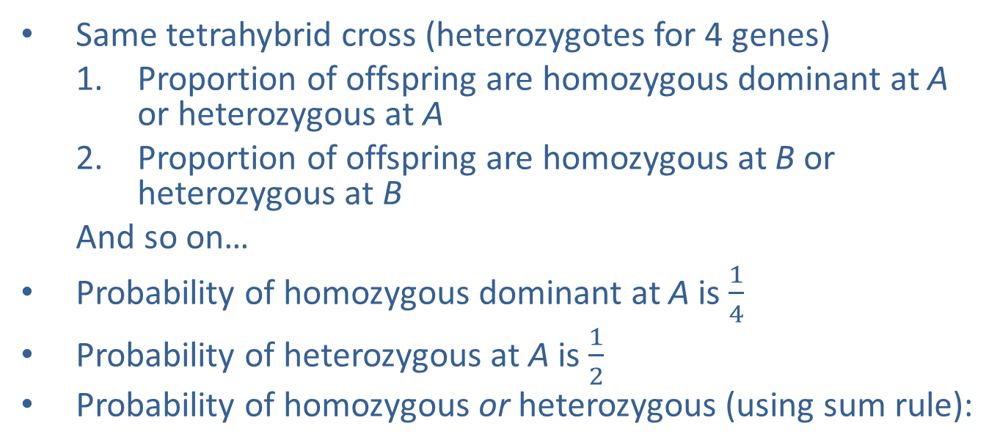 • Same tetrahybrid cross (heterozygotes for 4 genes)
1. Proportion of offspring are homozygous dominant at A
or heterozygous at A
2. Proportion of offspring are homozygous at B or
heterozygous at B
And so on…
• Probability of homozygous dominant at A is 1/4
• Probability of heterozygous at A is 1/2
• Probability of homozygous or heterozygous (using sum rule):